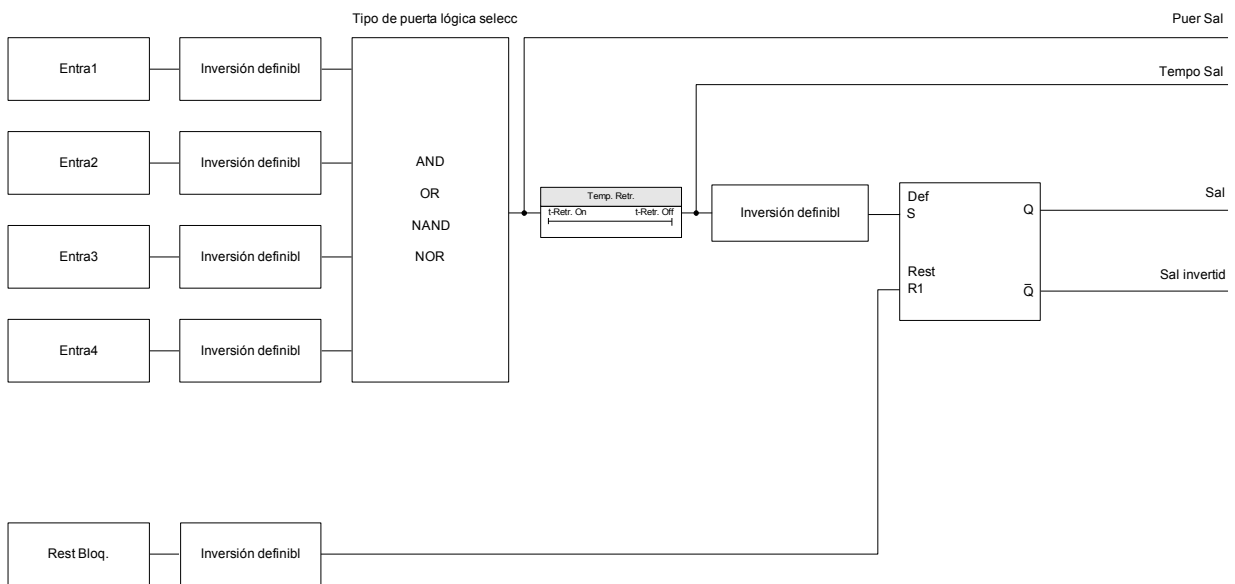 Tipo de puerta lógica selecc
Puer Sal
Entra1
Inversión definibl
Tempo Sal
Entra2
Inversión definibl
AND
OR
NAND
NOR
Temp. Retr.
t-Retr. On
t-Retr. Off
Inversión definibl
Def
S
Q
Sal
Entra3
Inversión definibl
Rest
R1
Q̅
Sal invertid
Entra4
Inversión definibl
Rest Bloq.
Inversión definibl